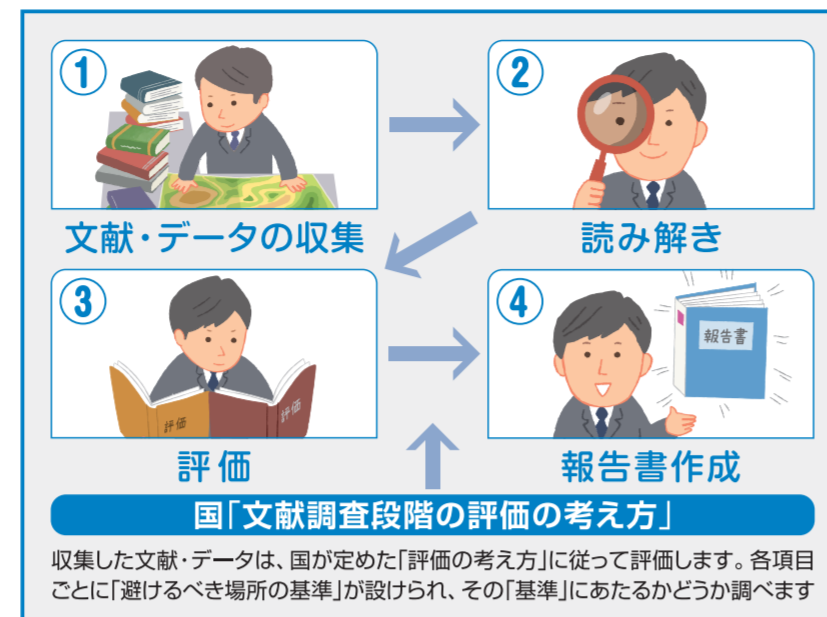 ①
②
文献・データの収集
読み解き
③
④
評価
評価
報告書
評価
報告書作成
国「文献調査段階の評価の考え方」
収集した文献・データは、国が定めた「評価の考え方」に従って評価します。各項目
ごとに「避けるべき場所の基準」が設けられ、その「基準」にあたるかどうか調べます